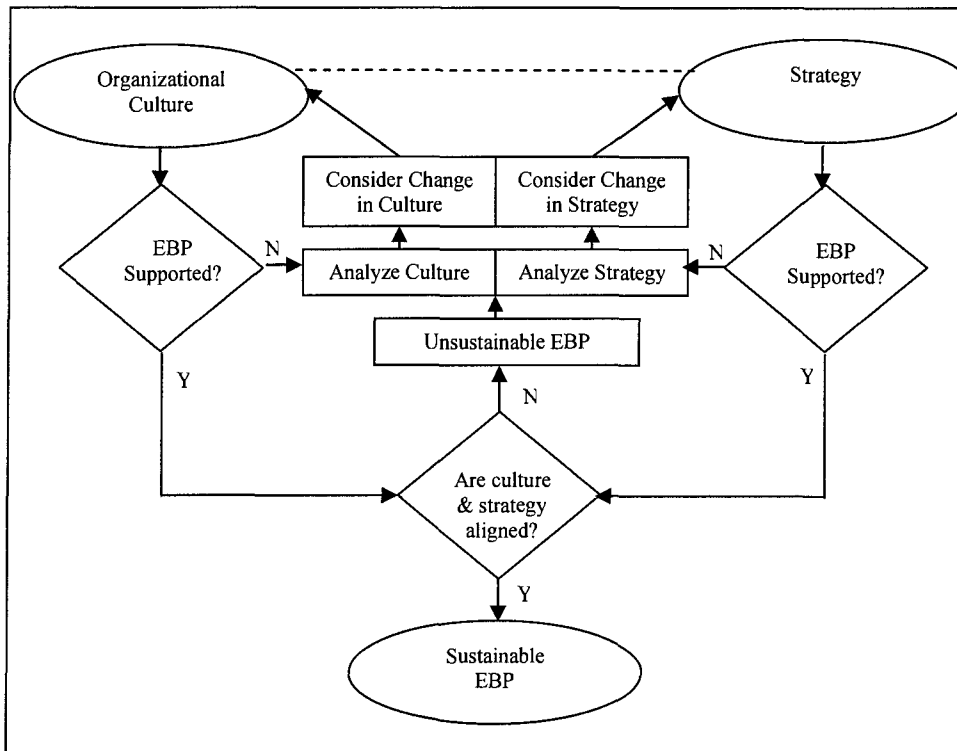 Organizational
Culture
Strategy
Consider Change
in Culture
Consider Change
in Strategy
EBP
Supported?
N
Analyze Culture
Analyze Strategy
N
EBP
Supported?
Unsustainable EBP
Y
N
Y
Are culture
& strategy
aligned?
Y
Sustainable
EBP